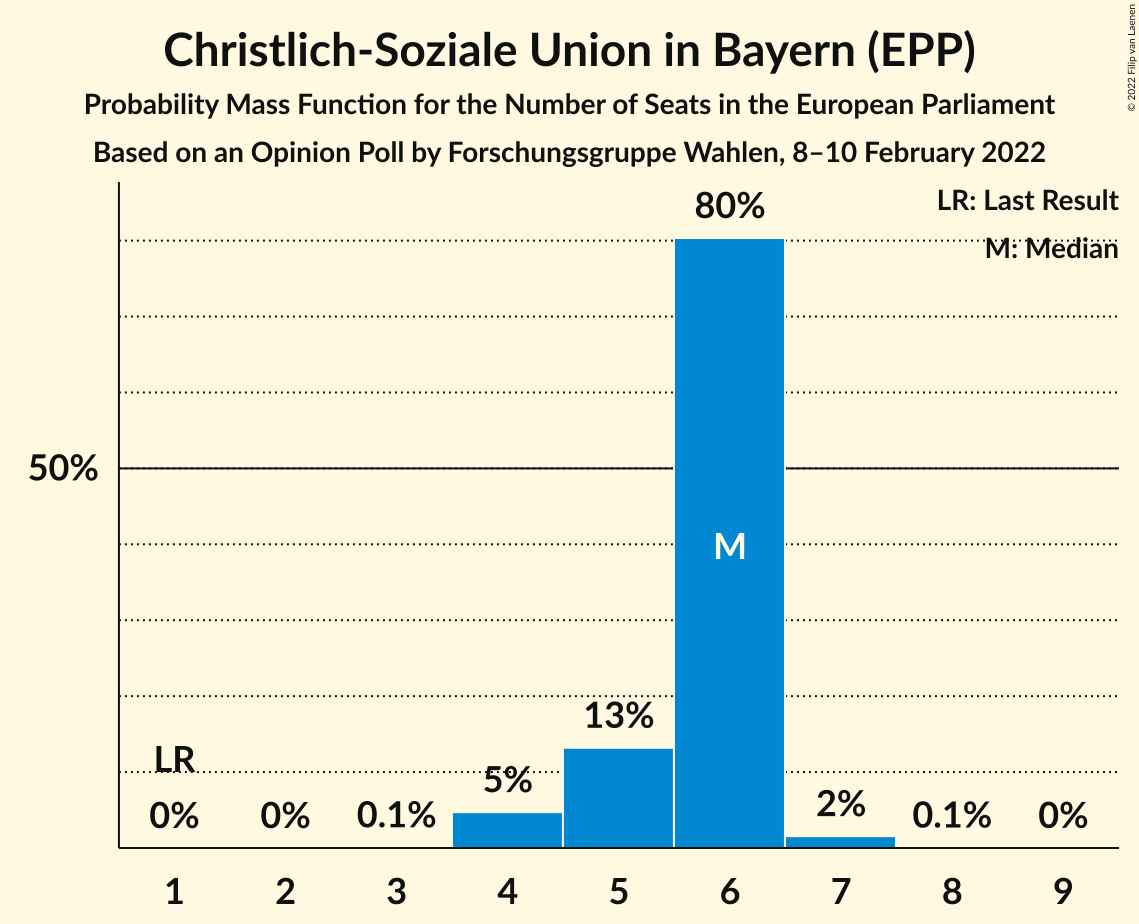 Christlich-Soziale Union in Bayern (EPP)
Probability Mass Function for the Number of Seats in the European Parliament
Based on an Opinion Poll by Forschungsgruppe Wahlen, 8–10 February 2022
© 2022 Filip van Laenen
LR: Last Result
M: Median
80%
50%
M
13%
LR
5%
0% 0% 0.1% 2% 0.1% 0%
1 2 3 4 5 6 7 8 9